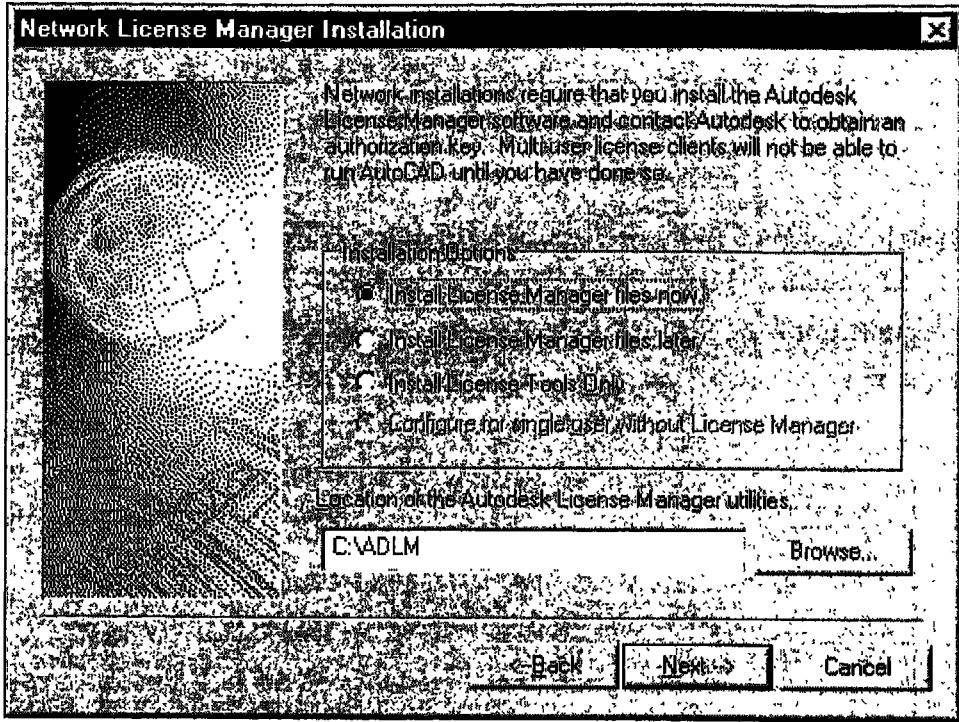 Network License Manager Installation
Network installations require that you install the Autodesk
License Manager software and contact Autodesk to obtain an
authorization key. Multi-user license clients will not be able to
run AutoCAD until you have done so.
Installation Options
Install License Manager files now
Install License Manager files later
Install License Tools Only
Configure for single user without License Manager
Location of the Autodesk License Manager utilities
C:\ADLM
Browse...
< Back
Next >
Cancel